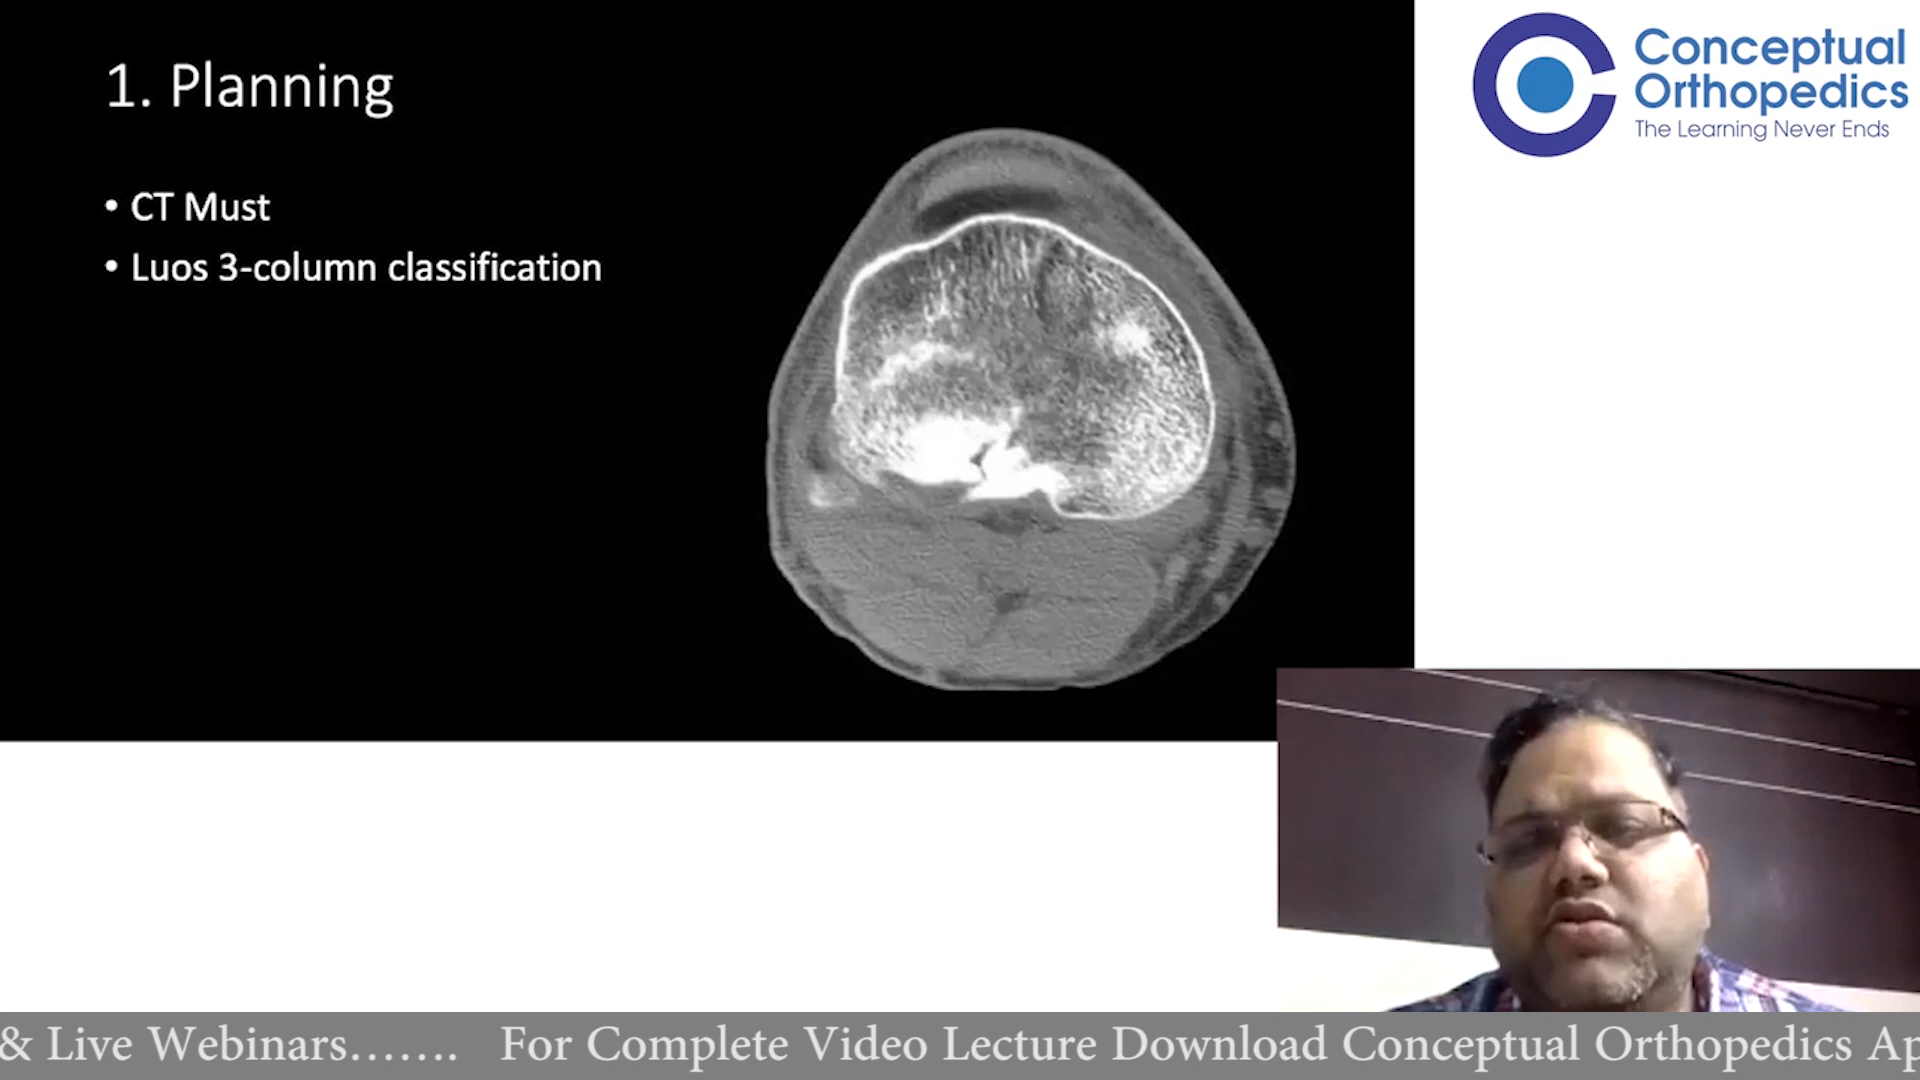 1. Planning
• CT Must
• Luos 3-column classification
Conceptual
Orthopedics
The Learning Never Ends
& Live Webinars....... For Complete Video Lecture Download Conceptual Orthopedics Ap